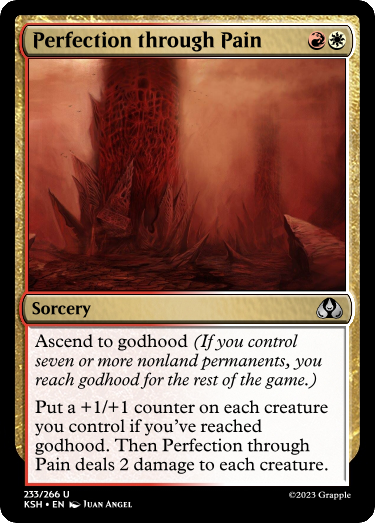 Perfection through Pain
Sorcery
Ascend to godhood (If you control
seven or more nonland permanents, you
reach godhood for the rest of the game.)
Put a +1/+1 counter on each creature
you control if you've reached
godhood. Then Perfection through
Pain deals 2 damage to each creature.
233/266 U
KSH • EN Juan Angel
©2023 Grapple